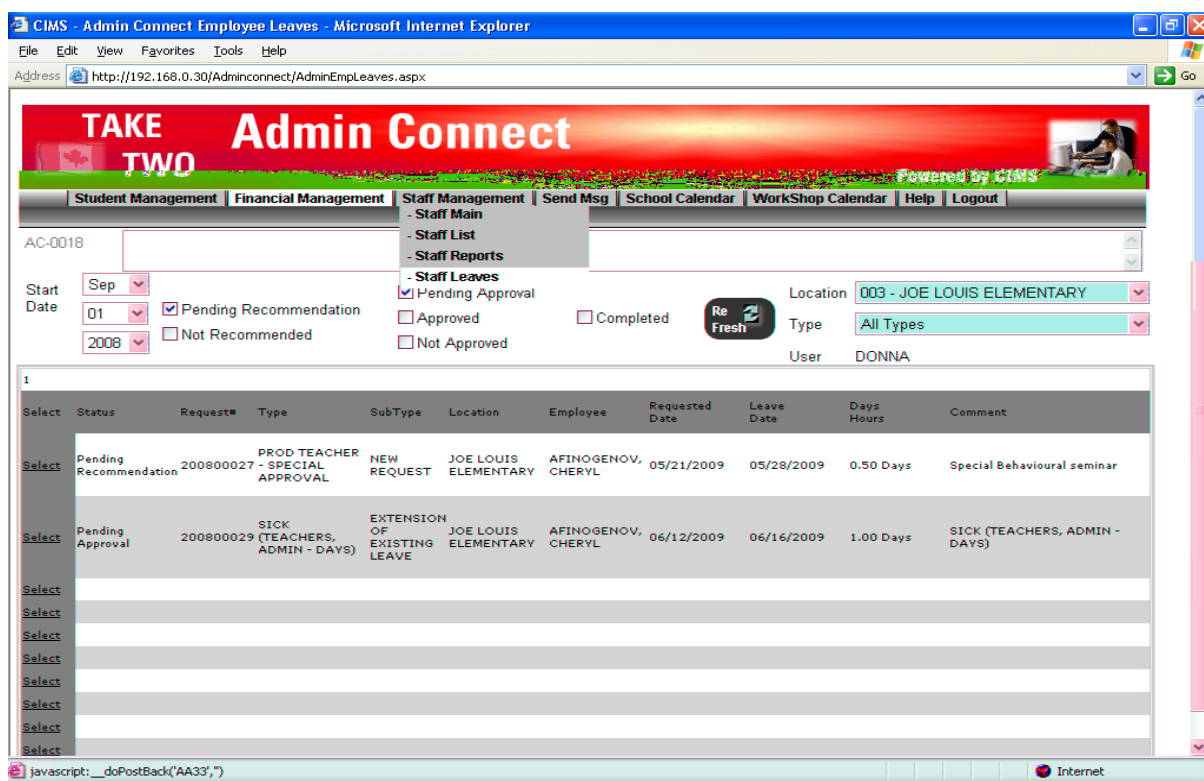 CIMS - Admin Connect Employee Leaves - Microsoft Internet Explorer
File Edit View Favorites Tools Help
Address http://192.168.0.30/Adminconnect/AdminEmpLeaves.aspx Go
TAKE TWO
Admin Connect
Powered by CIMS
Student Management Financial Management Staff Management Send Msg School Calendar WorkShop Calendar Help Logout
- Staff Main
- Staff List
- Staff Reports
- Staff Leaves
AC-0018
Start Date Sep 01 2008
Pending Recommendation
Not Recommended
Pending Approval
Approved
Not Approved
Completed
Re Fresh
Location 003 - JOE LOUIS ELEMENTARY
Type All Types
User DONNA
1
Select Status Request# Type SubType Location Employee Requested Date Leave Date Days Hours Comment
Select Pending Recommendation 200800027 PROD TEACHER - SPECIAL APPROVAL NEW REQUEST JOE LOUIS ELEMENTARY AFINOGENOV, CHERYL 05/21/2009 05/28/2009 0.50 Days Special Behavioural seminar
Select Pending Approval 200800029 SICK (TEACHERS, ADMIN - DAYS) EXTENSION OF EXISTING LEAVE JOE LOUIS ELEMENTARY AFINOGENOV, CHERYL 06/12/2009 06/16/2009 1.00 Days SICK (TEACHERS, ADMIN - DAYS)
Select
Select
Select
Select
Select
Select
Select
Select
javascript:__doPostBack('AA33','') Internet